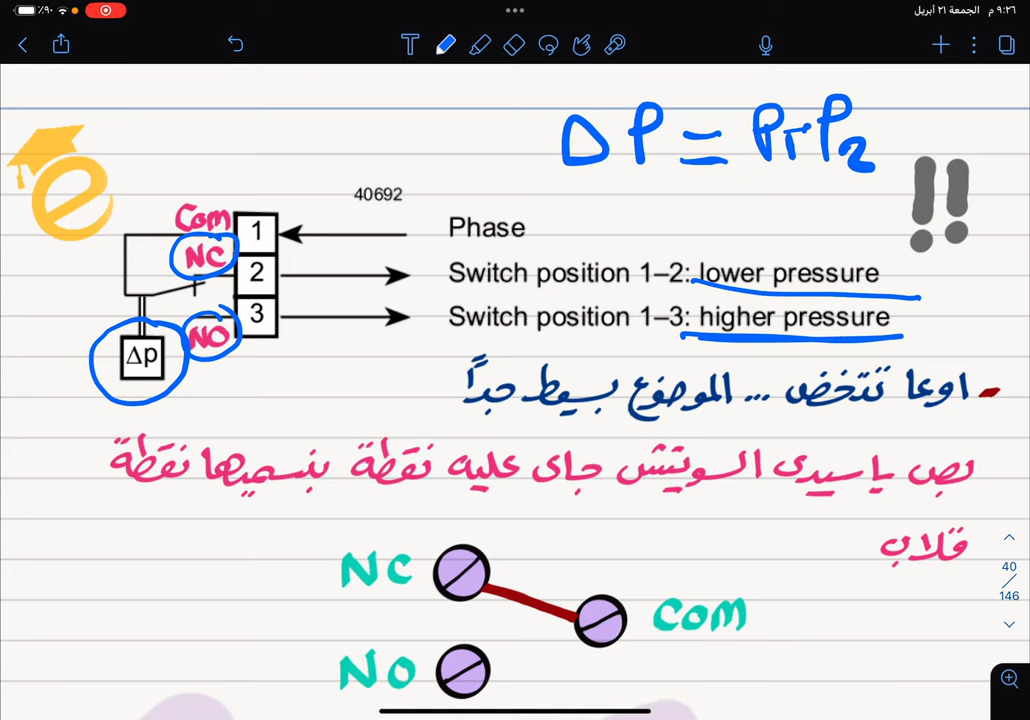 ٩:٢٦ م الجمعة ٢١ أبريل
٪٩٠
ΔP = P1-P2
!!
e
40692
Com
1
Phase
NC
2
Switch position 1–2: lower pressure
3
Switch position 1–3: higher pressure
NO
Δp
- اوعا تتخض ... الموضوع بسيط جداً
بص ياسيدى السويتش جاى عليه نقطة بنسميها نقطة
قلاب
NC
Com
NO
40
146